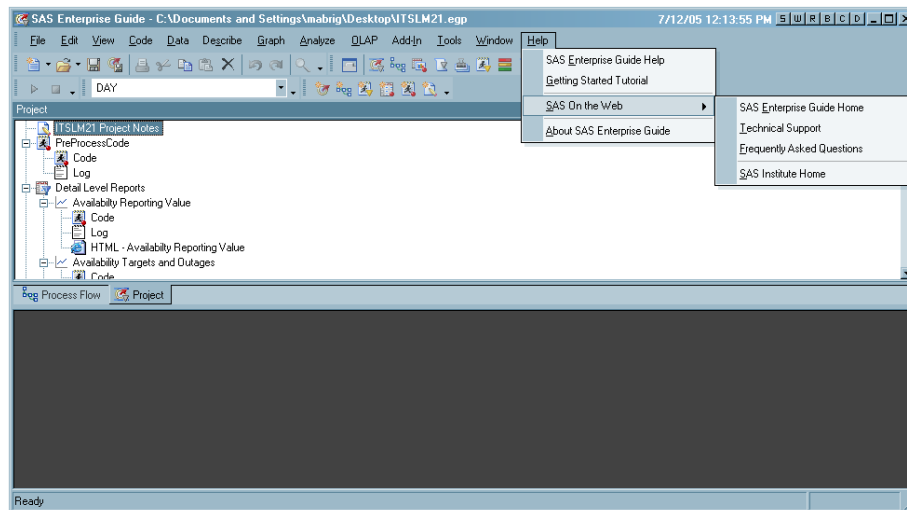 SAS Enterprise Guide - C:\Documents and Settings\mabrig\Desktop\ITSLM21.egp 7/12/05 12:13:55 PM S W R B C D
File Edit View Code Data Describe Graph Analyze OLAP Add-In Tools Window Help
SAS Enterprise Guide Help
Getting Started Tutorial
SAS On the Web
About SAS Enterprise Guide
SAS Enterprise Guide Home
Technical Support
Frequently Asked Questions
SAS Institute Home
DAY
Project
ITSLM21 Project Notes
PreProcessCode
Code
Log
Detail Level Reports
Availabilty Reporting Value
Code
Log
HTML - Availabilty Reporting Value
Availability Targets and Outages
Code
Process Flow Project
Ready